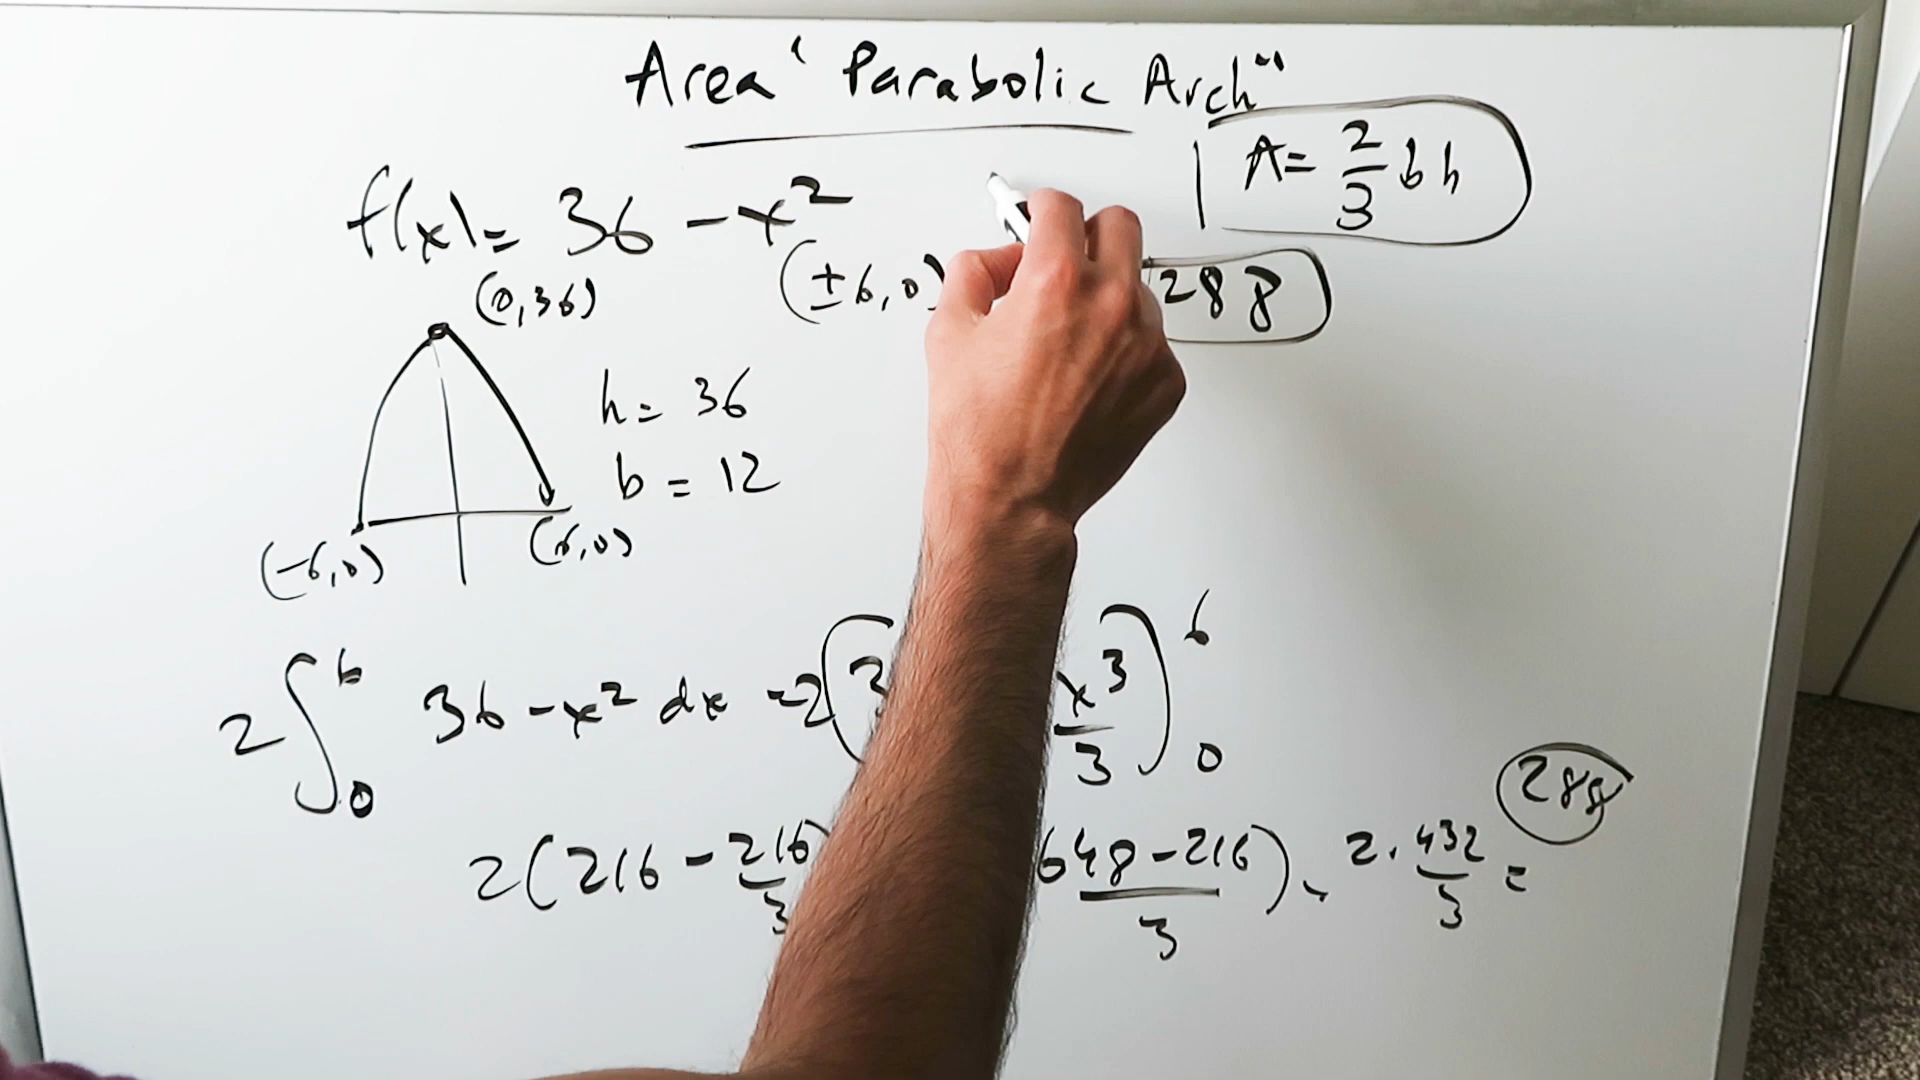 Area "Parabolic Arch"
A = 2/3 b h
f(x) = 36 - x²
(0,36)
(±6,0)
288
h = 36
b = 12
(-6,0)
(6,0)
2 ∫₀⁶ 36 - x² dx = 2(3 x³/3)₀⁶
288
2(216 - 216/3) 648-216/3) = 2 · 432/3 =